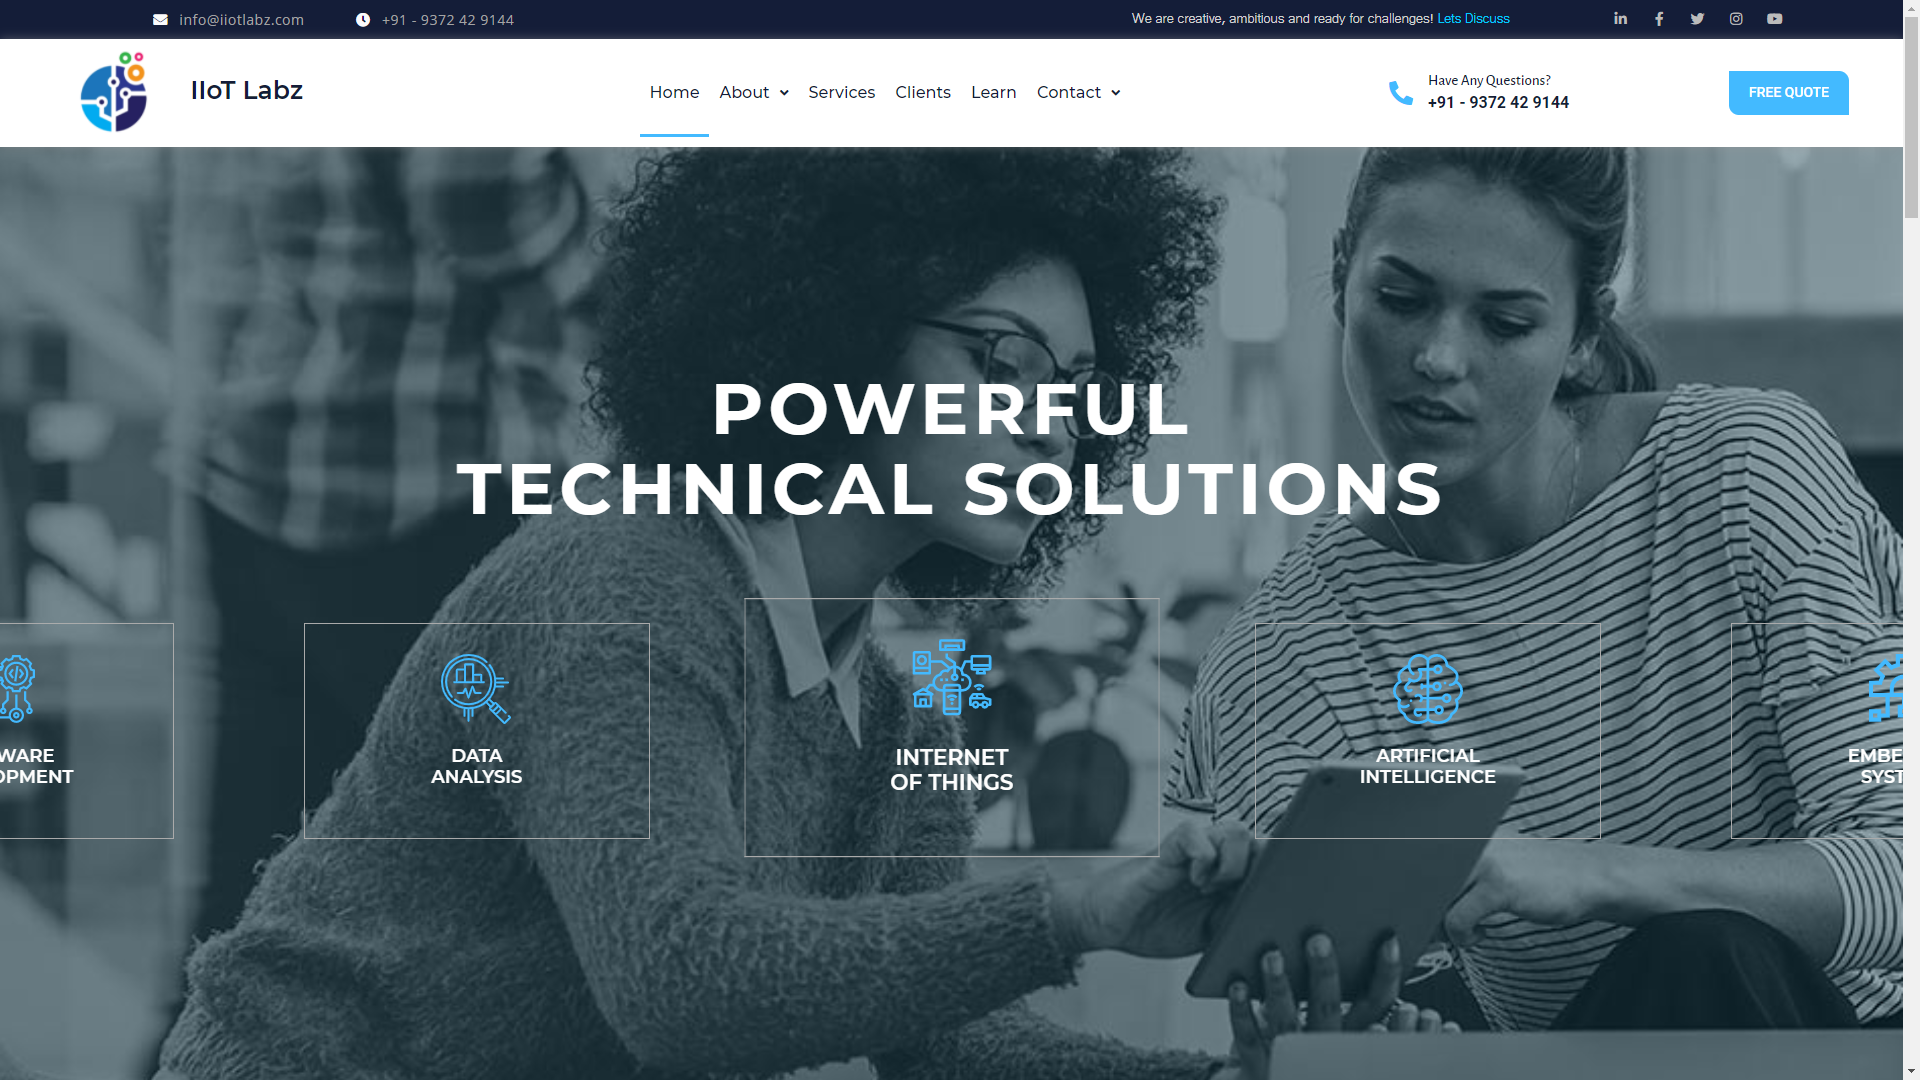 info@iiotlabz.com
+91 - 9372 42 9144
We are creative, ambitious and ready for challenges! Lets Discuss
IIoT Labz
Home
About
Services
Clients
Learn
Contact
Have Any Questions?
+91 - 9372 42 9144
FREE QUOTE
POWERFUL
TECHNICAL SOLUTIONS
WARE
OPMENT
DATA
ANALYSIS
INTERNET
OF THINGS
ARTIFICIAL
INTELLIGENCE
EMBE
SYST